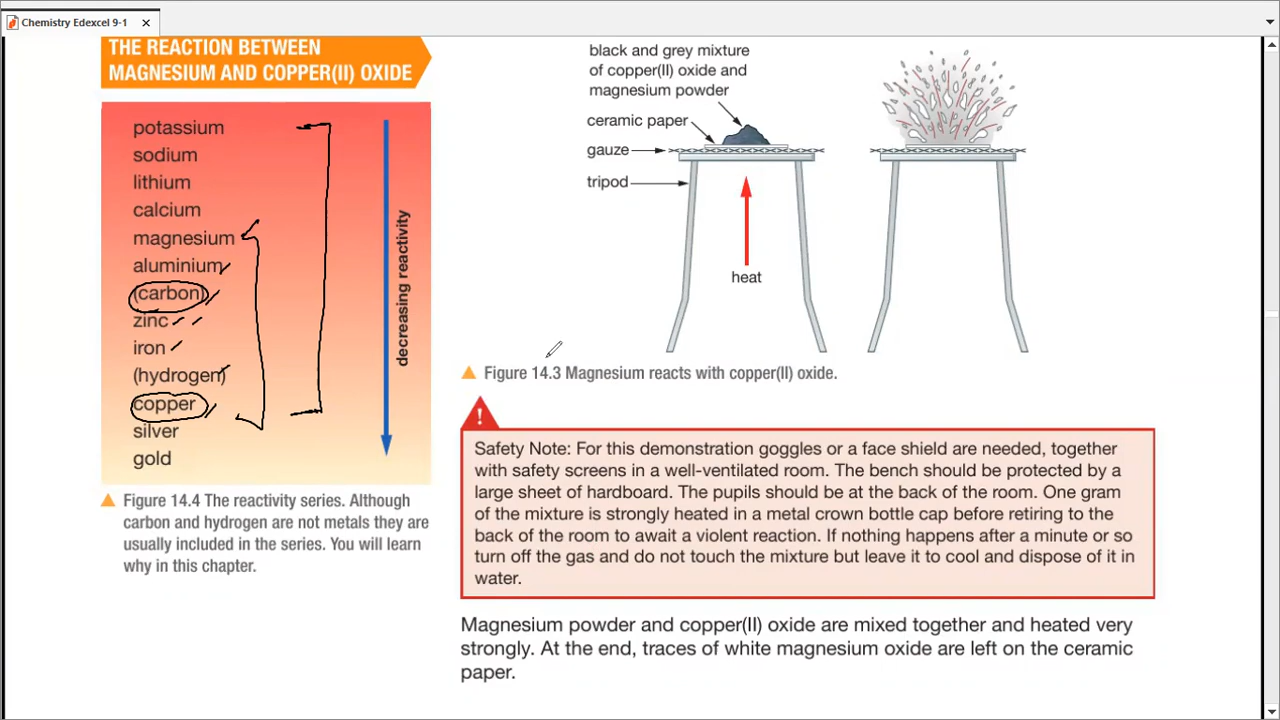 Chemistry Edexcel 9-1
THE REACTION BETWEEN
MAGNESIUM AND COPPER(II) OXIDE
potassium
sodium
lithium
calcium
magnesium
aluminium
(carbon)
zinc
iron
(hydrogen)
copper
silver
gold
decreasing reactivity
Figure 14.4 The reactivity series. Although
carbon and hydrogen are not metals they are
usually included in the series. You will learn
why in this chapter.
black and grey mixture
of copper(II) oxide and
magnesium powder
ceramic paper
gauze
tripod
heat
Figure 14.3 Magnesium reacts with copper(II) oxide.
!
Safety Note: For this demonstration goggles or a face shield are needed, together
with safety screens in a well-ventilated room. The bench should be protected by a
large sheet of hardboard. The pupils should be at the back of the room. One gram
of the mixture is strongly heated in a metal crown bottle cap before retiring to the
back of the room to await a violent reaction. If nothing happens after a minute or so
turn off the gas and do not touch the mixture but leave it to cool and dispose of it in
water.
Magnesium powder and copper(II) oxide are mixed together and heated very
strongly. At the end, traces of white magnesium oxide are left on the ceramic
paper.